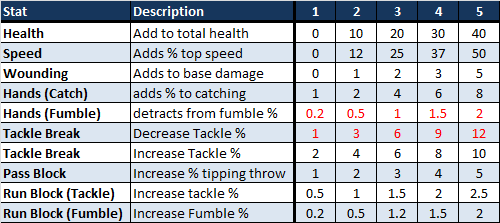 Stat Description 1 2 3 4 5
Health Add to total health 0 10 20 30 40
Speed Adds % top speed 0 12 25 37 50
Wounding Adds to base damage 0 1 2 3 5
Hands (Catch) adds % to catching 1 2 4 6 8
Hands (Fumble) detracts from fumble % 0.2 0.5 1 1.5 2
Tackle Break Decrease Tackle % 1 3 6 9 12
Tackle Break Increase Tackle % 2 4 6 8 10
Pass Block Increase % tipping throw 1 2 3 4 5
Run Block (Tackle) Increase tackle % 0.5 1 1.5 2 2.5
Run Block (Fumble) Increase Fumble % 0.2 0.5 1.2 1.5 2